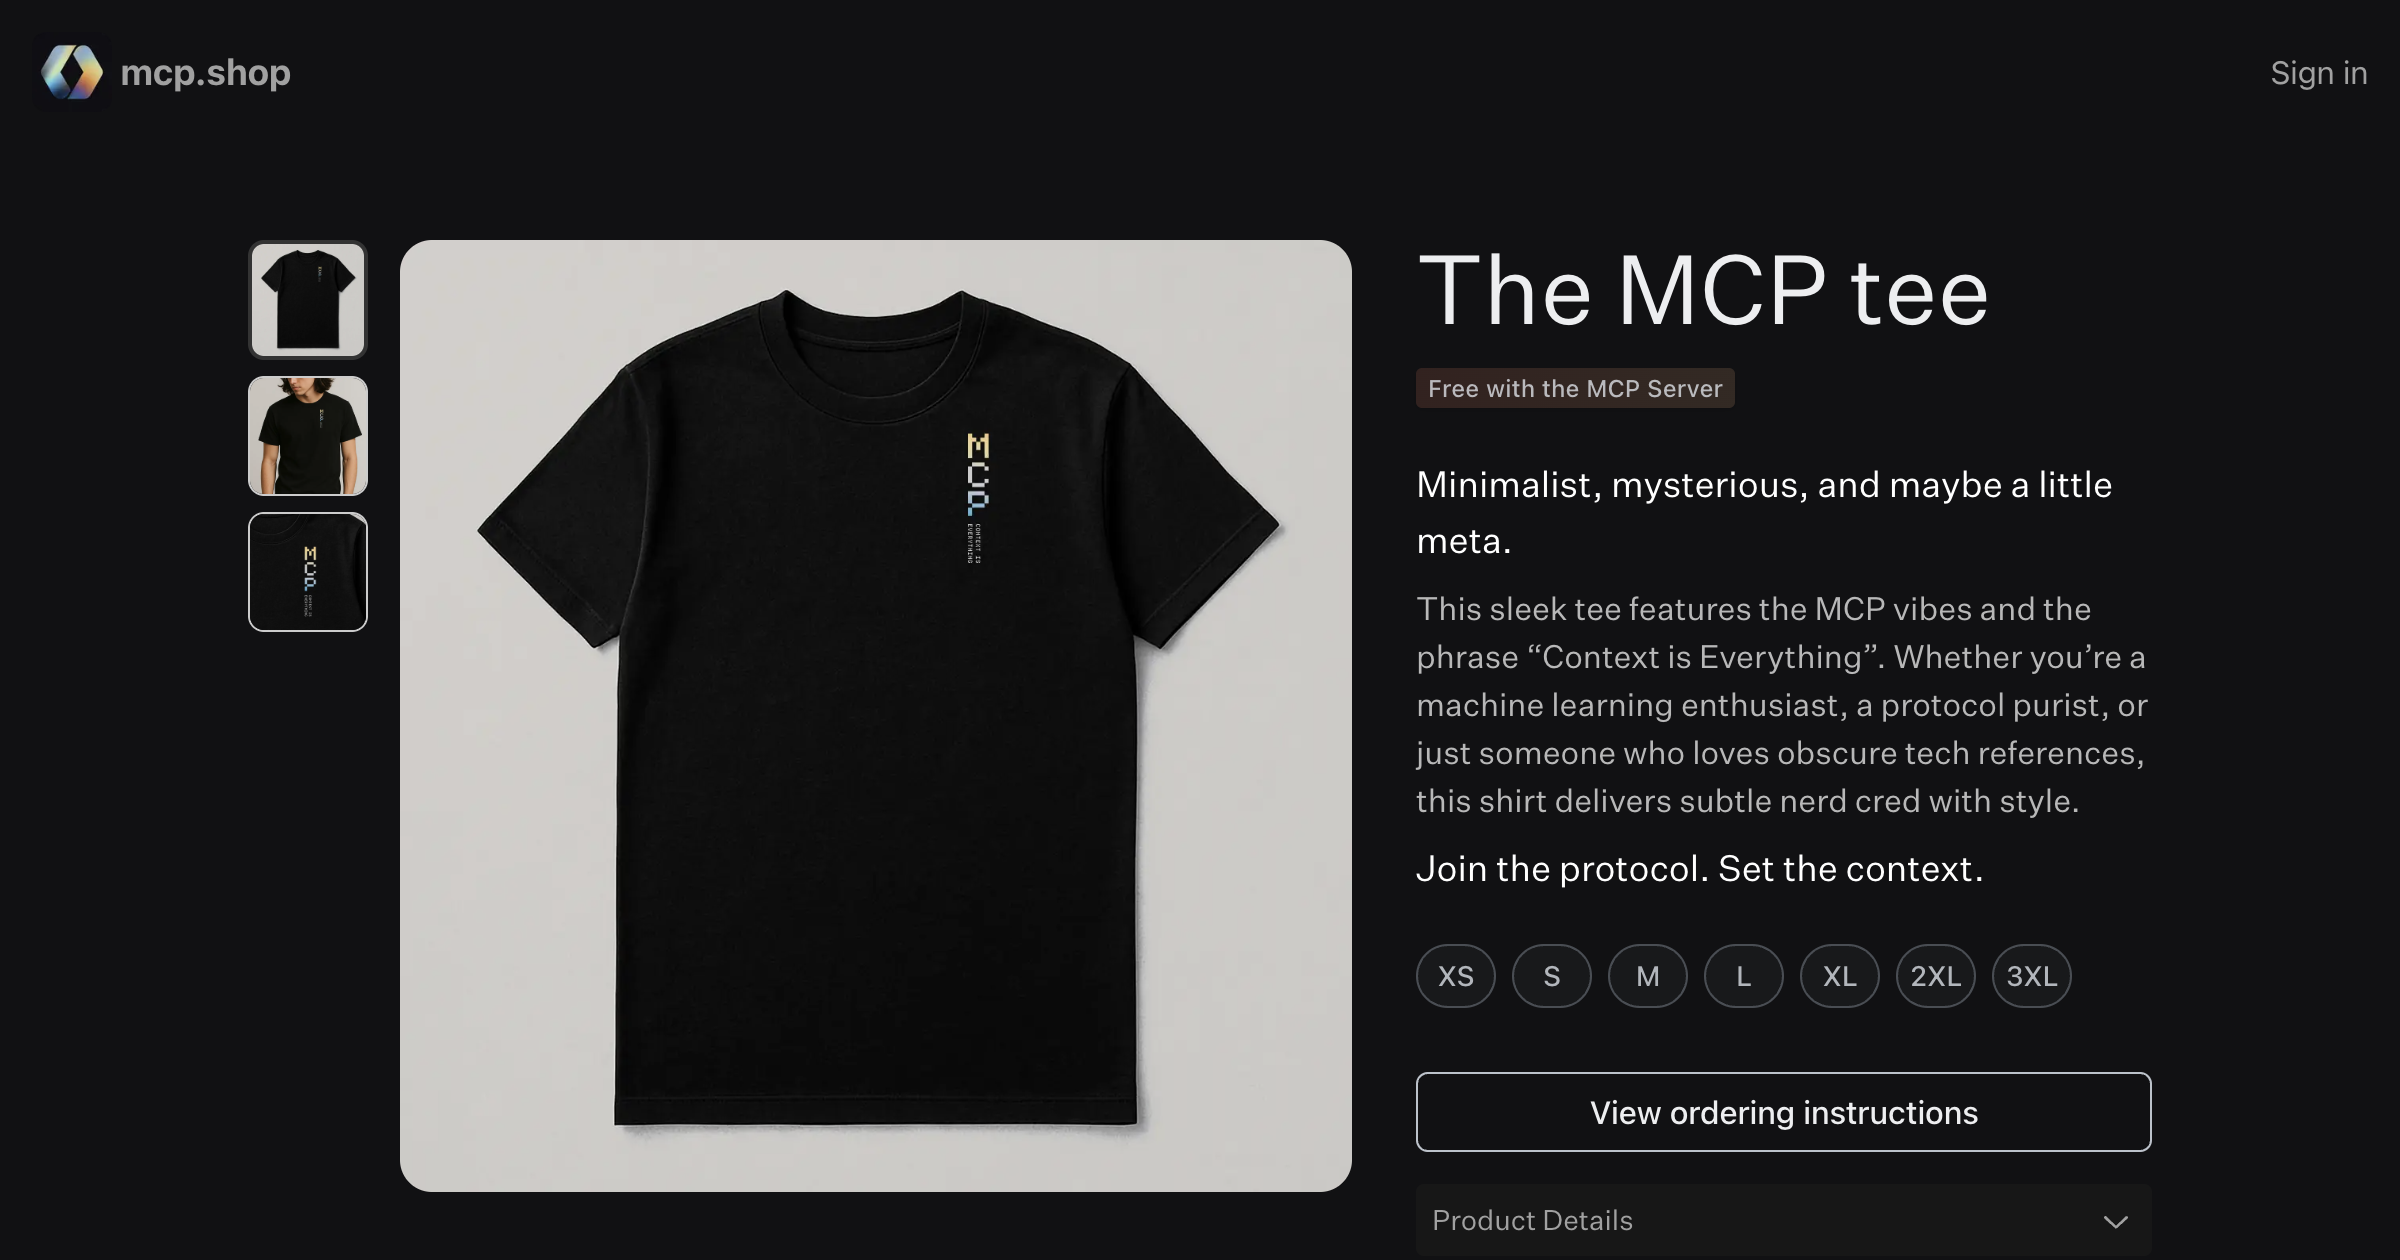 mcp.shop
Sign in
MCP
CONTEXT IS
EVERYTHING
The MCP tee
Free with the MCP Server
Minimalist, mysterious, and maybe a little
meta.
This sleek tee features the MCP vibes and the
phrase “Context is Everything”. Whether you’re a
machine learning enthusiast, a protocol purist, or
just someone who loves obscure tech references,
this shirt delivers subtle nerd cred with style.
Join the protocol. Set the context.
XS S M L XL 2XL 3XL
View ordering instructions
Product Details